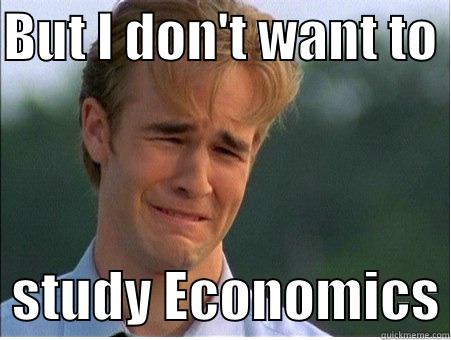 But I don't want to
study Economics
quickmeme.com